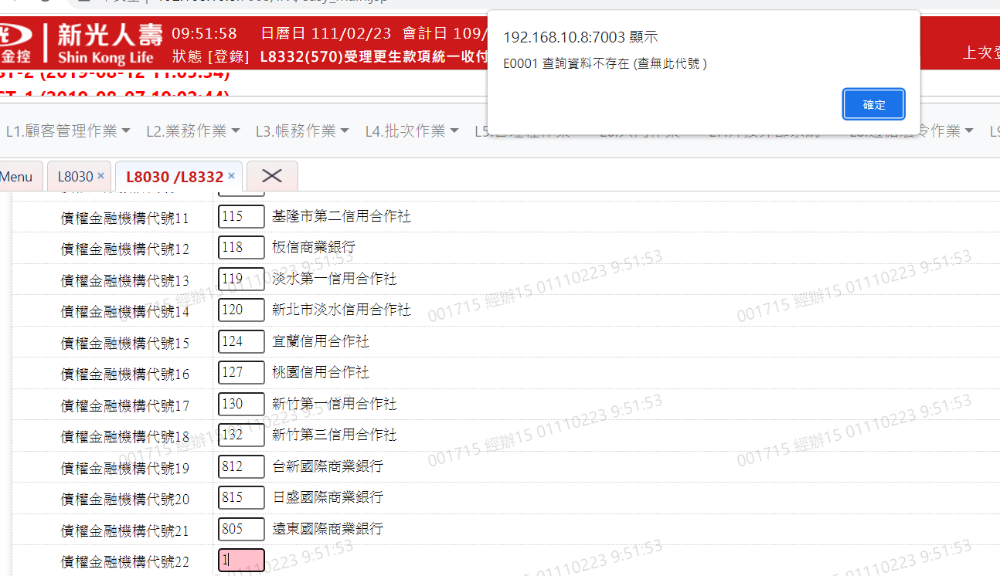 新光人壽
金控
Shin Kong Life
09:51:58 日曆日 111/02/23 會計日 109/
狀態 [登錄] L8332(570)受理更生款項統一收付
上次登
ST-2 (2019-08-12 11:05:34)
192.168.10.8:7003 顯示
E0001 查詢資料不存在 (查無此代號 )
確定
L1.顧客管理作業 L2.業務作業 L3.帳務作業 L4.批次作業
Menu L8030 × L8030 /L8332 ×
債權金融機構代號11 115 基隆市第二信用合作社
債權金融機構代號12 118 板信商業銀行
債權金融機構代號13 119 淡水第一信用合作社
債權金融機構代號14 120 新北市淡水信用合作社
債權金融機構代號15 124 宜蘭信用合作社
債權金融機構代號16 127 桃園信用合作社
債權金融機構代號17 130 新竹第一信用合作社
債權金融機構代號18 132 新竹第三信用合作社
債權金融機構代號19 812 台新國際商業銀行
債權金融機構代號20 815 日盛國際商業銀行
債權金融機構代號21 805 遠東國際商業銀行
債權金融機構代號22 1
001715 經辦15 01110223 9:51:53
001715 經辦15 01110223 9:51:53
001715 經辦15 01110223 9:51:53
001715 經辦15 01110223 9:51:53
001715 經辦15 01110223 9:51:53
001715 經辦15 01110223 9:51:53